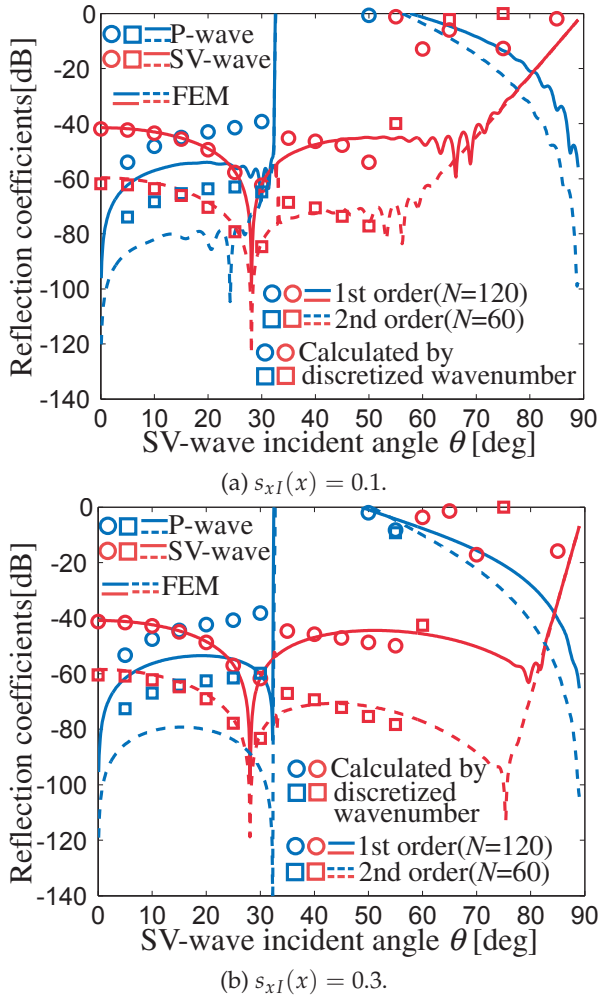 0
-20
-40
-60
-80
-100
-120
-140
Reflection coefficients[dB]
P-wave
SV-wave
FEM
1st order(N=120)
2nd order(N=60)
Calculated by
discretized wavenumber
0 10 20 30 40 50 60 70 80 90
SV-wave incident angle θ [deg]
(a) s_{xI}(x) = 0.1.
0
-20
-40
-60
-80
-100
-120
-140
Reflection coefficients[dB]
P-wave
SV-wave
FEM
Calculated by
discretized
wavenumber
1st order(N=120)
2nd order(N=60)
0 10 20 30 40 50 60 70 80 90
SV-wave incident angle θ [deg]
(b) s_{xI}(x) = 0.3.